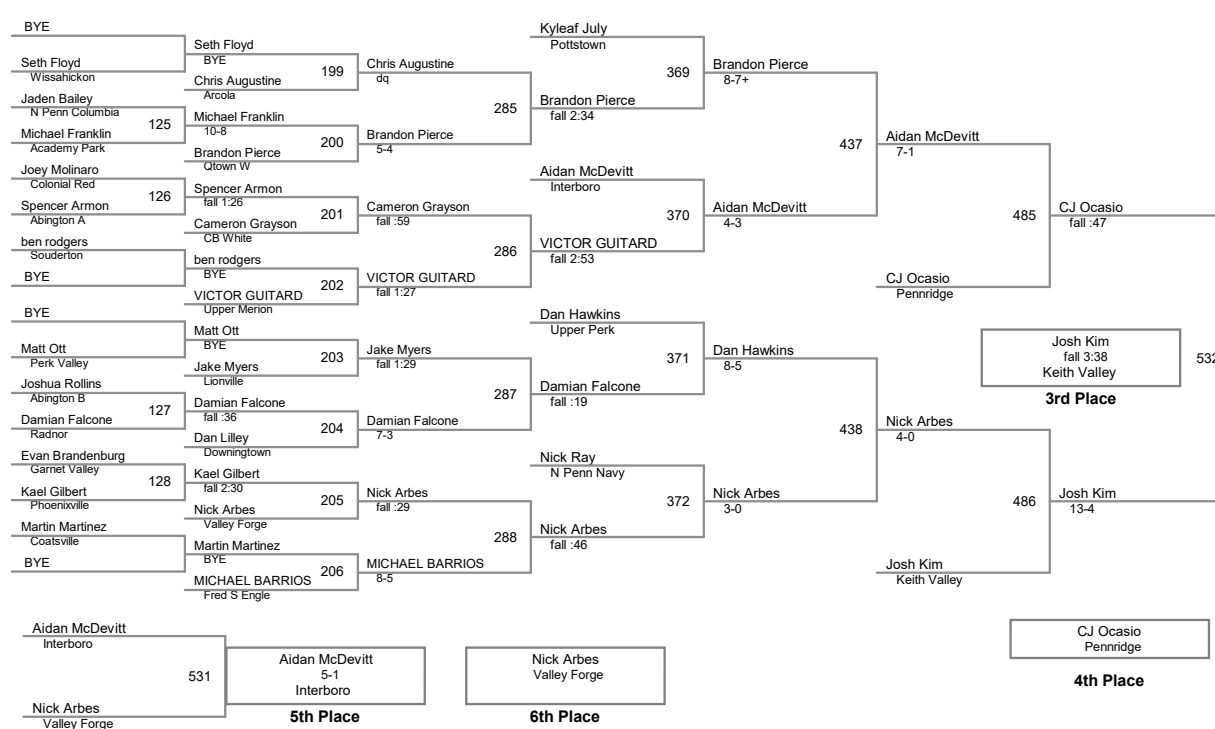 BYE
Seth Floyd
Wissahickon
Jaden Bailey
N Penn Columbia
125
Michael Franklin
Academy Park
Joey Molinaro
Colonial Red
126
Spencer Armon
Abington A
ben rodgers
Souderton
BYE
BYE
Matt Ott
Perk Valley
Joshua Rollins
Abington B
127
Damian Falcone
Radnor
Evan Brandenburg
Garnet Valley
128
Kael Gilbert
Phoenixville
Martin Martinez
Coatsville
BYE
Seth Floyd
BYE
199
Chris Augustine
Arcola
Michael Franklin
10-8
200
Brandon Pierce
Qtown W
Spencer Armon
fall 1:26
201
Cameron Grayson
CB White
ben rodgers
BYE
202
VICTOR GUITARD
Upper Merion
Matt Ott
BYE
203
Jake Myers
Lionville
Damian Falcone
fall :36
204
Dan Lilley
Downingtown
Kael Gilbert
fall 2:30
205
Nick Arbes
Valley Forge
Martin Martinez
BYE
206
MICHAEL BARRIOS
Fred S Engle
Chris Augustine
dq
285
Brandon Pierce
5-4
Cameron Grayson
fall :59
286
VICTOR GUITARD
fall 1:27
Jake Myers
fall 1:29
287
Damian Falcone
7-3
Nick Arbes
fall :29
288
MICHAEL BARRIOS
8-5
Kyleaf July
Pottstown
369
Brandon Pierce
fall 2:34
Aidan McDevitt
Interboro
370
VICTOR GUITARD
fall 2:53
Dan Hawkins
Upper Perk
371
Damian Falcone
fall :19
Nick Ray
N Penn Navy
372
Nick Arbes
fall :46
Brandon Pierce
8-7+
437
Aidan McDevitt
4-3
Dan Hawkins
8-5
438
Nick Arbes
3-0
Aidan McDevitt
7-1
485
CJ Ocasio
Pennridge
Nick Arbes
4-0
486
Josh Kim
Keith Valley
CJ Ocasio
fall :47
Josh Kim
fall 3:38
Keith Valley
532
3rd Place
Josh Kim
13-4
CJ Ocasio
Pennridge
4th Place
Aidan McDevitt
Interboro
531
Nick Arbes
Valley Forge
Aidan McDevitt
5-1
Interboro
5th Place
Nick Arbes
Valley Forge
6th Place